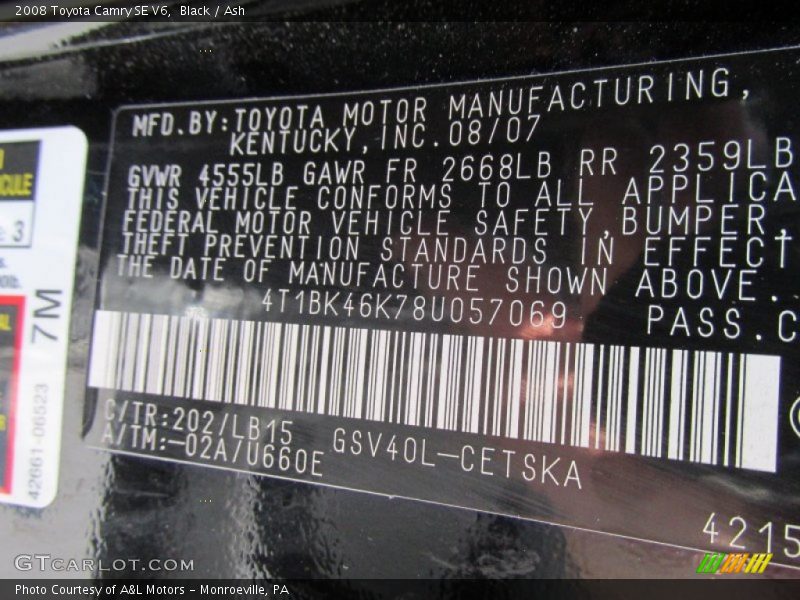 2008 Toyota Camry SE V6, Black / Ash
MFD.BY:TOYOTA MOTOR MANUFACTURING,
KENTUCKY,INC.08/07
GVWR 4555LB GAWR FR 2668LB RR 2359LB
THIS VEHICLE CONFORMS TO ALL APPLICA
FEDERAL MOTOR VEHICLE SAFETY,BUMPER,
THEFT PREVENTION STANDARDS IN EFFECT
THE DATE OF MANUFACTURE SHOWN ABOVE.
4T1BK46K78U057069 PASS.C
C/TR:202/LB15
A/TM:-02A/U660E
GSV40L-CETSKA
4215
7M
42661-06523
GTCARLOT.COM
Photo Courtesy of A&L Motors – Monroeville, PA